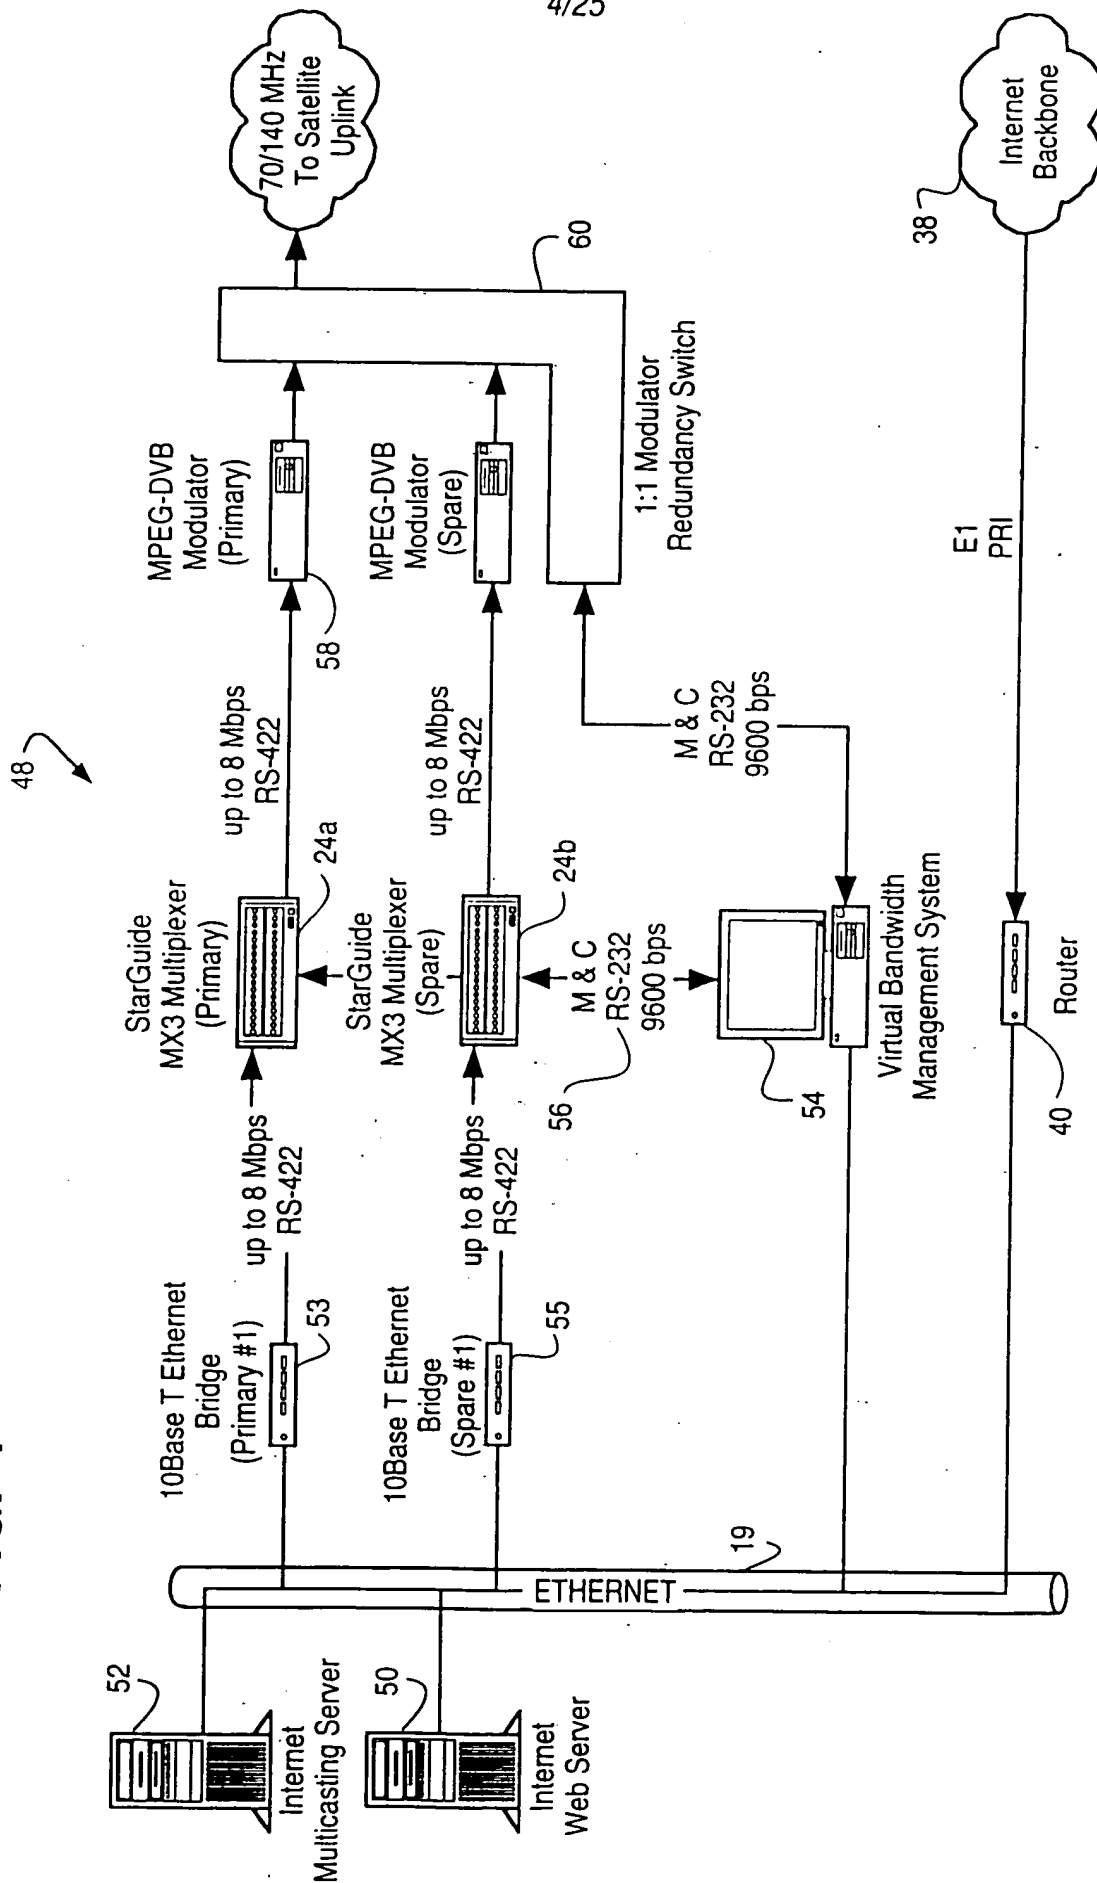 4/25
48
52
Internet
Multicasting Server
50
Internet
Web Server
19
ETHERNET
10Base T Ethernet
Bridge
(Primary #1)
53
10Base T Ethernet
Bridge
(Spare #1)
55
up to 8 Mbps
RS-422
up to 8 Mbps
RS-422
StarGuide
MX3 Multiplexer
(Primary)
24a
StarGuide
MX3 Multiplexer
(Spare)
24b
56
M & C
RS-232
9600 bps
54
Virtual Bandwidth
Management System
40
Router
up to 8 Mbps
RS-422
up to 8 Mbps
RS-422
M & C
RS-232
9600 bps
MPEG-DVB
Modulator
(Primary)
58
MPEG-DVB
Modulator
(Spare)
1:1 Modulator
Redundancy Switch
60
70/140 MHz
To Satellite
Uplink
E1
PRI
38
Internet
Backbone